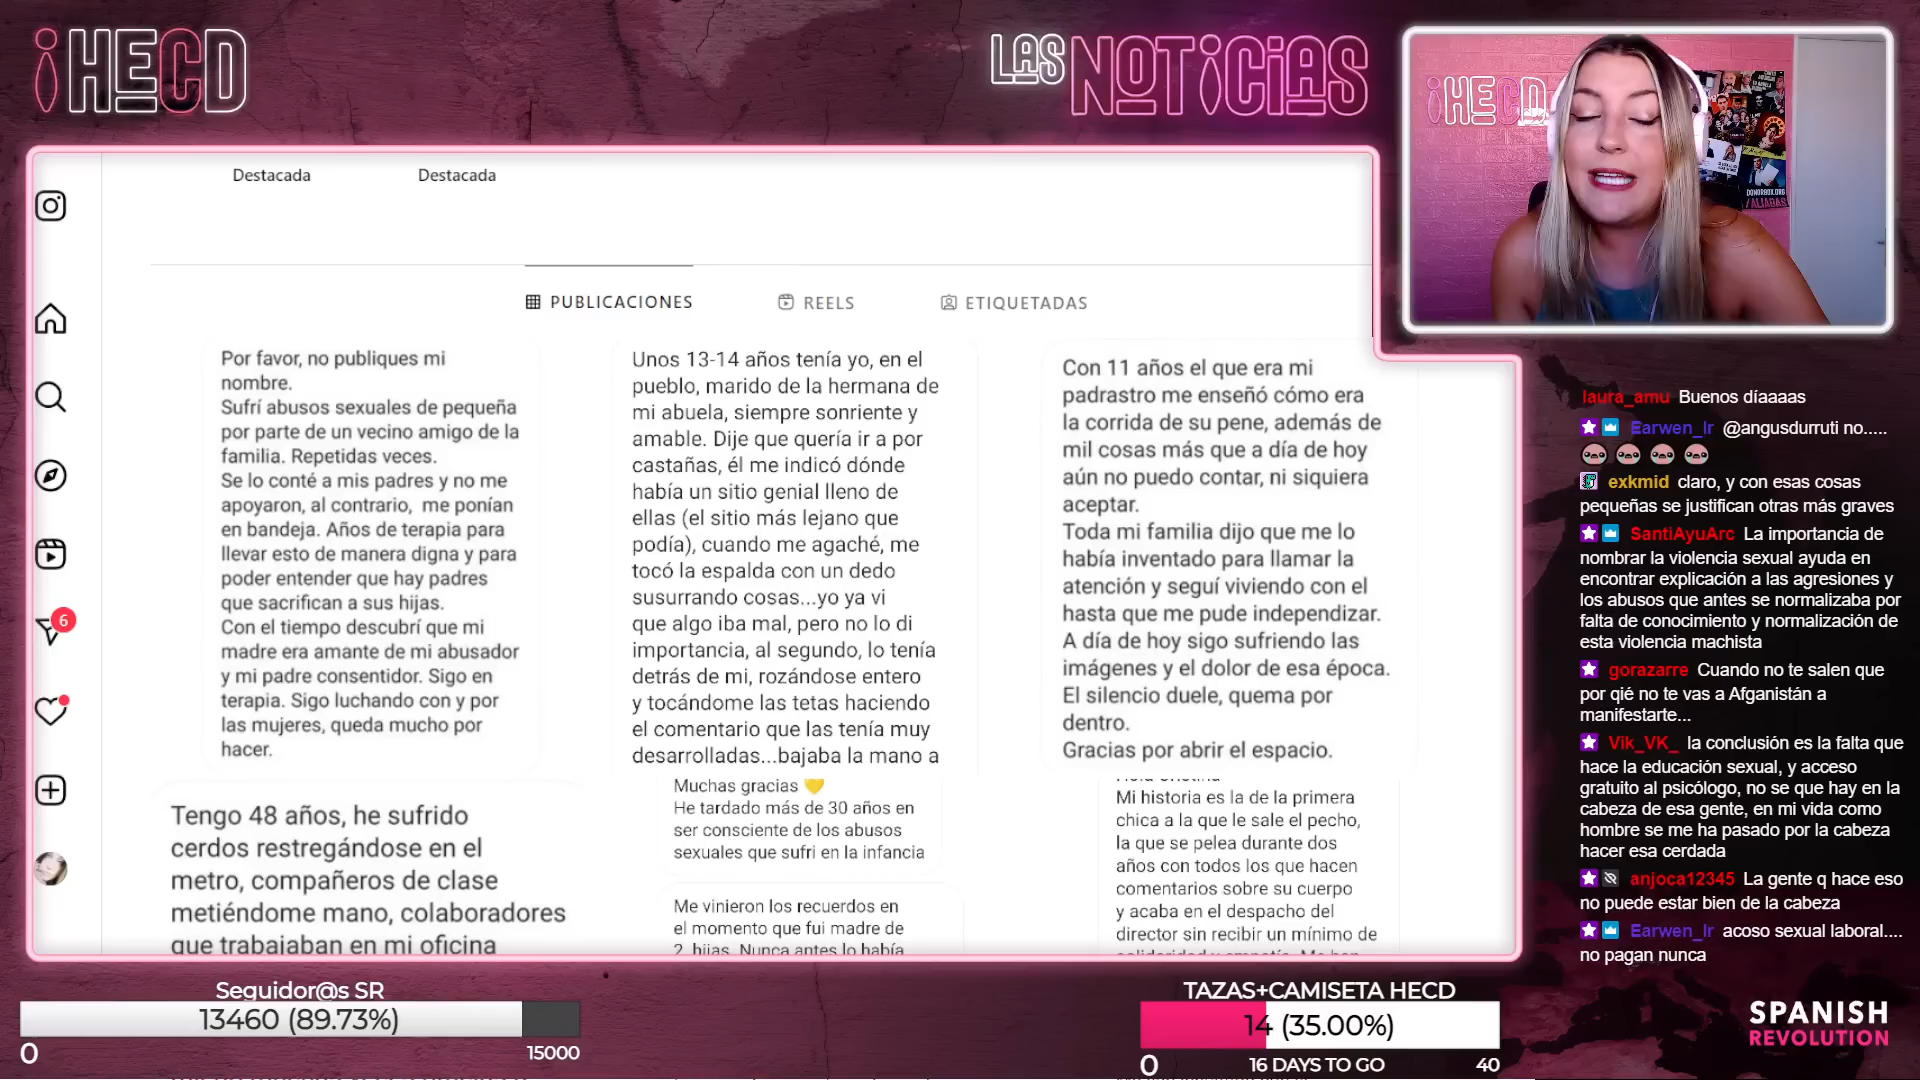 ¡HECD
LAS NOTICIAS
¡HECD
DONORBOX.ORG
/ALIADAS
Destacada
Destacada
PUBLICACIONES
REELS
ETIQUETADAS
Por favor, no publiques mi
nombre.
Sufrí abusos sexuales de pequeña
por parte de un vecino amigo de la
familia. Repetidas veces.
Se lo conté a mis padres y no me
apoyaron, al contrario, me ponían
en bandeja. Años de terapia para
llevar esto de manera digna y para
poder entender que hay padres
que sacrifican a sus hijas.
Con el tiempo descubrí que mi
madre era amante de mi abusador
y mi padre consentidor. Sigo en
terapia. Sigo luchando con y por
las mujeres, queda mucho por
hacer.
Unos 13-14 años tenía yo, en el
pueblo, marido de la hermana de
mi abuela, siempre sonriente y
amable. Dije que quería ir a por
castañas, él me indicó dónde
había un sitio genial lleno de
ellas (el sitio más lejano que
podía), cuando me agaché, me
tocó la espalda con un dedo
susurrando cosas...yo ya vi
que algo iba mal, pero no lo di
importancia, al segundo, lo tenía
detrás de mi, rozándose entero
y tocándome las tetas haciendo
el comentario que las tenía muy
desarrolladas...bajaba la mano a
Con 11 años el que era mi
padrastro me enseñó cómo era
la corrida de su pene, además de
mil cosas más que a día de hoy
aún no puedo contar, ni siquiera
aceptar.
Toda mi familia dijo que me lo
había inventado para llamar la
atención y seguí viviendo con el
hasta que me pude independizar.
A día de hoy sigo sufriendo las
imágenes y el dolor de esa época.
El silencio duele, quema por
dentro.
Gracias por abrir el espacio.
6
Tengo 48 años, he sufrido
cerdos restregándose en el
metro, compañeros de clase
metiéndome mano, colaboradores
que trabajaban en mi oficina
Muchas gracias 💛
He tardado más de 30 años en
ser consciente de los abusos
sexuales que sufri en la infancia
Me vinieron los recuerdos en
el momento que fui madre de
2 hijas. Nunca antes lo había
Mi historia es la de la primera
chica a la que le sale el pecho,
la que se pelea durante dos
años con todos los que hacen
comentarios sobre su cuerpo
y acaba en el despacho del
director sin recibir un mínimo de
laura_amu Buenos díaaaas
Earwen_Ir @angusdurruti no.....
exkmid claro, y con esas cosas
pequeñas se justifican otras más graves
SantiAyuArc La importancia de
nombrar la violencia sexual ayuda en
encontrar explicación a las agresiones y
los abusos que antes se normalizaba por
falta de conocimiento y normalización de
esta violencia machista
gorazarre Cuando no te salen que
por qié no te vas a Afganistán a
manifestarte...
Vik_VK_ la conclusión es la falta que
hace la educación sexual, y acceso
gratuito al psicólogo, no se que hay en la
cabeza de esa gente, en mi vida como
hombre se me ha pasado por la cabeza
hacer esa cerdada
anjoca12345 La gente q hace eso
no puede estar bien de la cabeza
Earwen_Ir acoso sexual laboral....
no pagan nunca
Seguidor@s SR
13460 (89.73%)
0
15000
TAZAS+CAMISETA HECD
14 (35.00%)
0
16 DAYS TO GO
40
SPANISH
REVOLUTION